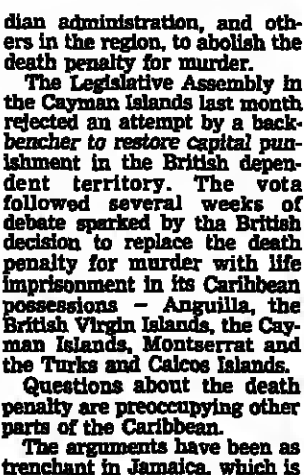 dian administration, and oth-
ers in the region, to abolish the
death penalty for murder.
The Legislative Assembly in
the Cayman Islands last month
rejected an attempt by a back-
bencher to restore capital pun-
ishment in the British depen-
dent territory. The vota
followed several weeks of
debate sparked by tha British
decision to replace the death
penalty for murder with life
imprisonment in its Caribbean
possessions – Anguilla, the
British Virgin Islands, the Cay-
man Islands, Montserrat and
the Turks and Calcos Islands.
Questions about the death
penalty are preoccupying other
parts of the Caribbean.
The arguments have been as
trenchant in Jamaica, which is